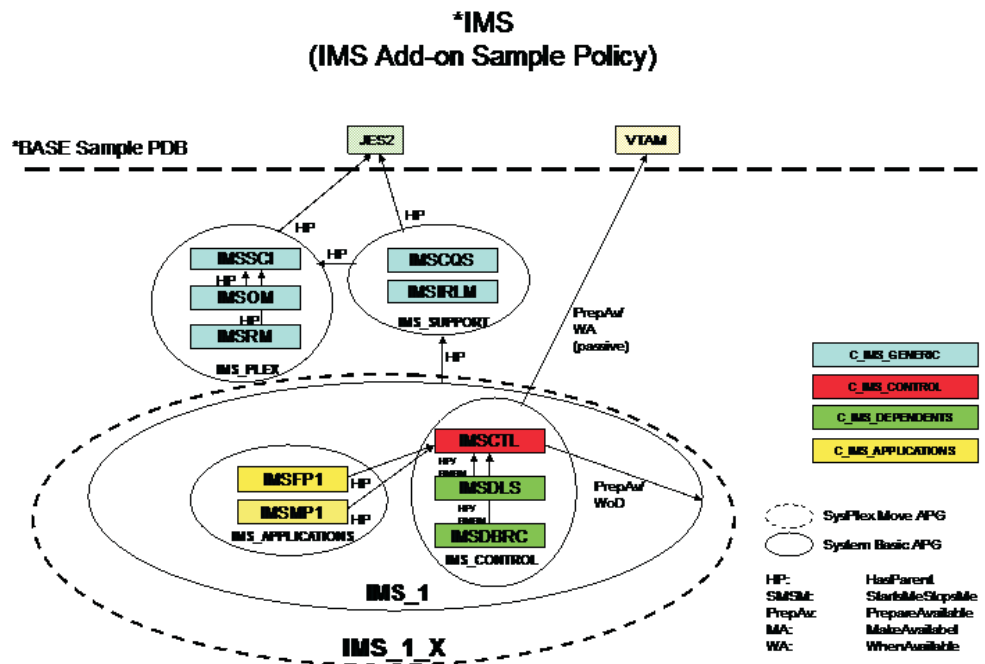 *IMS
(IMS Add-on Sample Policy)
*BASE Sample PDB
JES2
VTAM
HP
HP
HP
IMSSCI
HP
IMSOM
HP
IMSRM
IMS_PLEX
IMSCQS
IMSIRLM
IMS_SUPPORT
HP
PrepAv/
WA
(passive)
C_IMS_GENERIC
C_IMS_CONTROL
C_IMS_DEPENDENTS
C_IMS_APPLICATIONS
IMSCTL
HP/
IMSDLS
HP/
IMSDBRC
IMS_CONTROL
IMSFP1
HP
IMSMP1
HP
IMS_APPLICATIONS
PrepAv/
WoD
IMS_1
IMS_1_X
SysPlex Move APG
System Basic APG
HP: HasParent
SMSM: StartsMeStopsMe
PrepAv: PrepareAvailable
MA: MakeAvailabel
WA: WhenAvailable